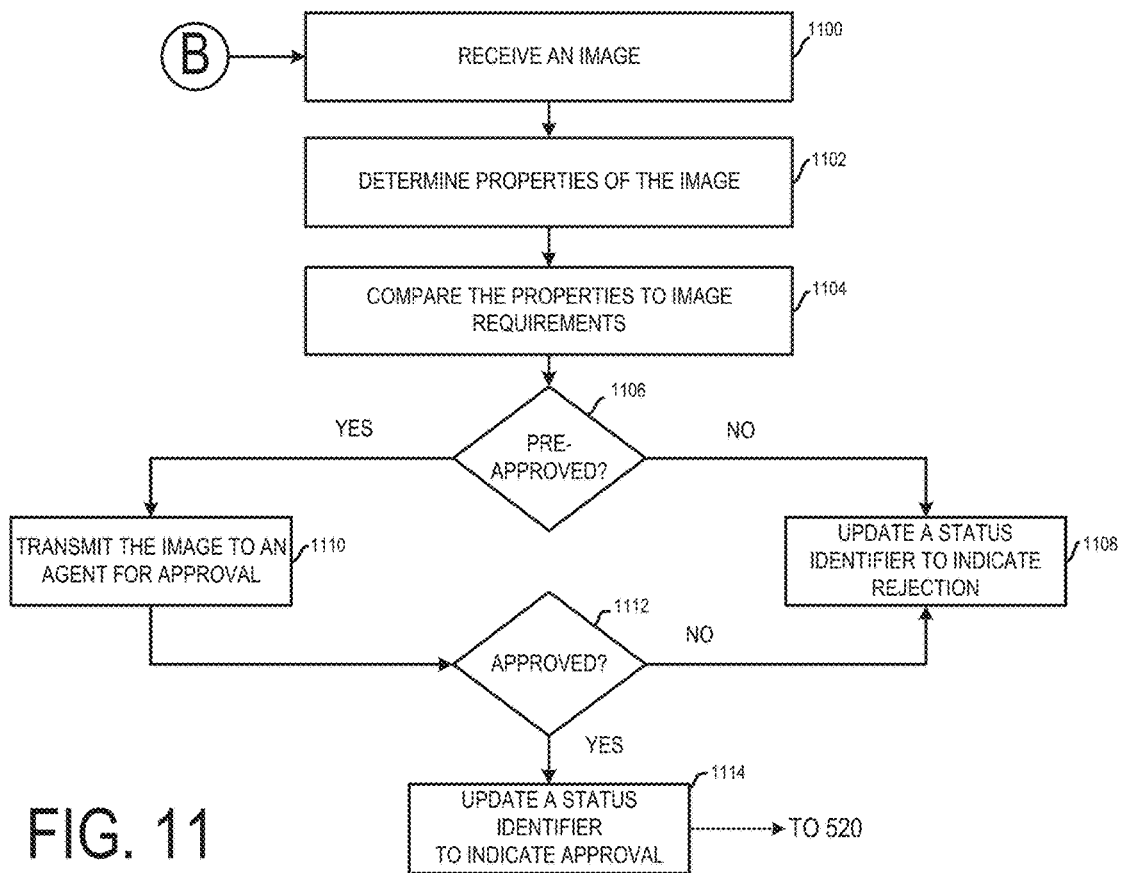 B
RECEIVE AN IMAGE
1100
DETERMINE PROPERTIES OF THE IMAGE
1102
COMPARE THE PROPERTIES TO IMAGE
REQUIREMENTS
1104
1106
YES
PRE-
APPROVED?
NO
TRANSMIT THE IMAGE TO AN
AGENT FOR APPROVAL
1110
UPDATE A STATUS
IDENTIFIER TO INDICATE
REJECTION
1108
1112
APPROVED?
NO
YES
1114
UPDATE A STATUS
IDENTIFIER
TO INDICATE APPROVAL
TO 520
FIG. 11